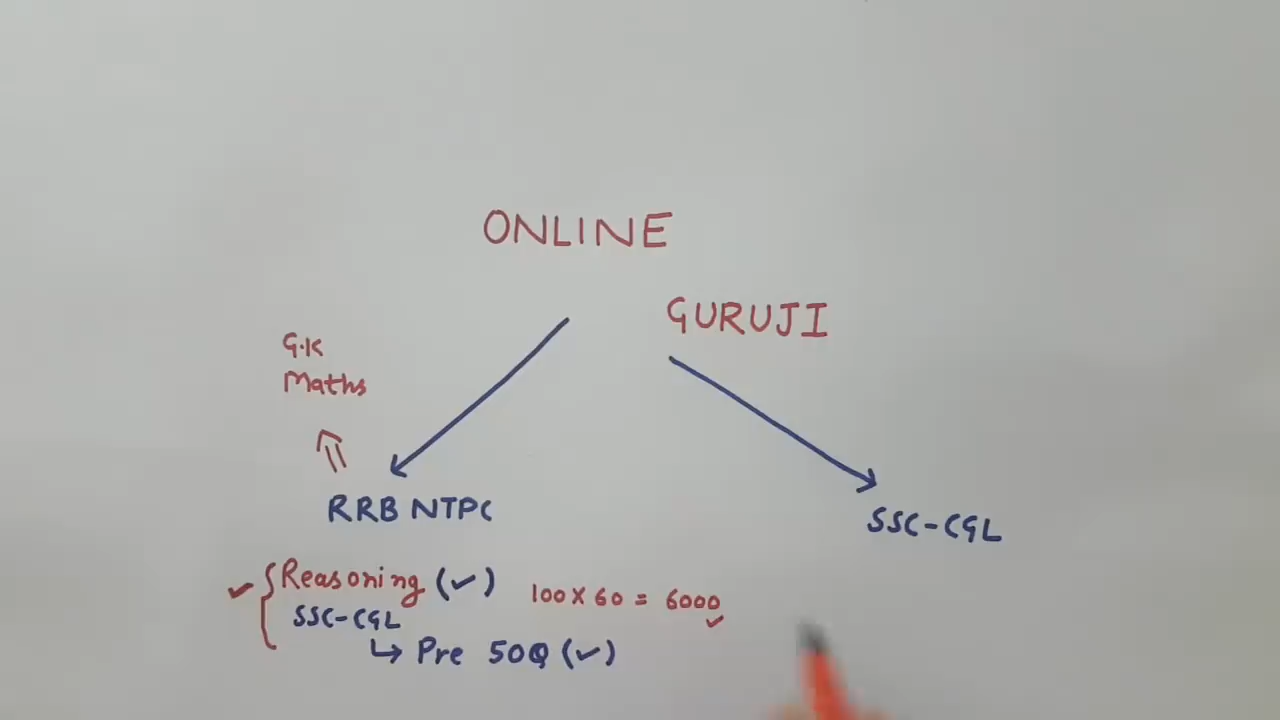 ONLINE
GURUJI
G.K
Maths
RRB NTPC
SSC-CGL
Reasoning (✓) 100 x 60 = 6000
SSC-CGL
Pre 50Q (✓)